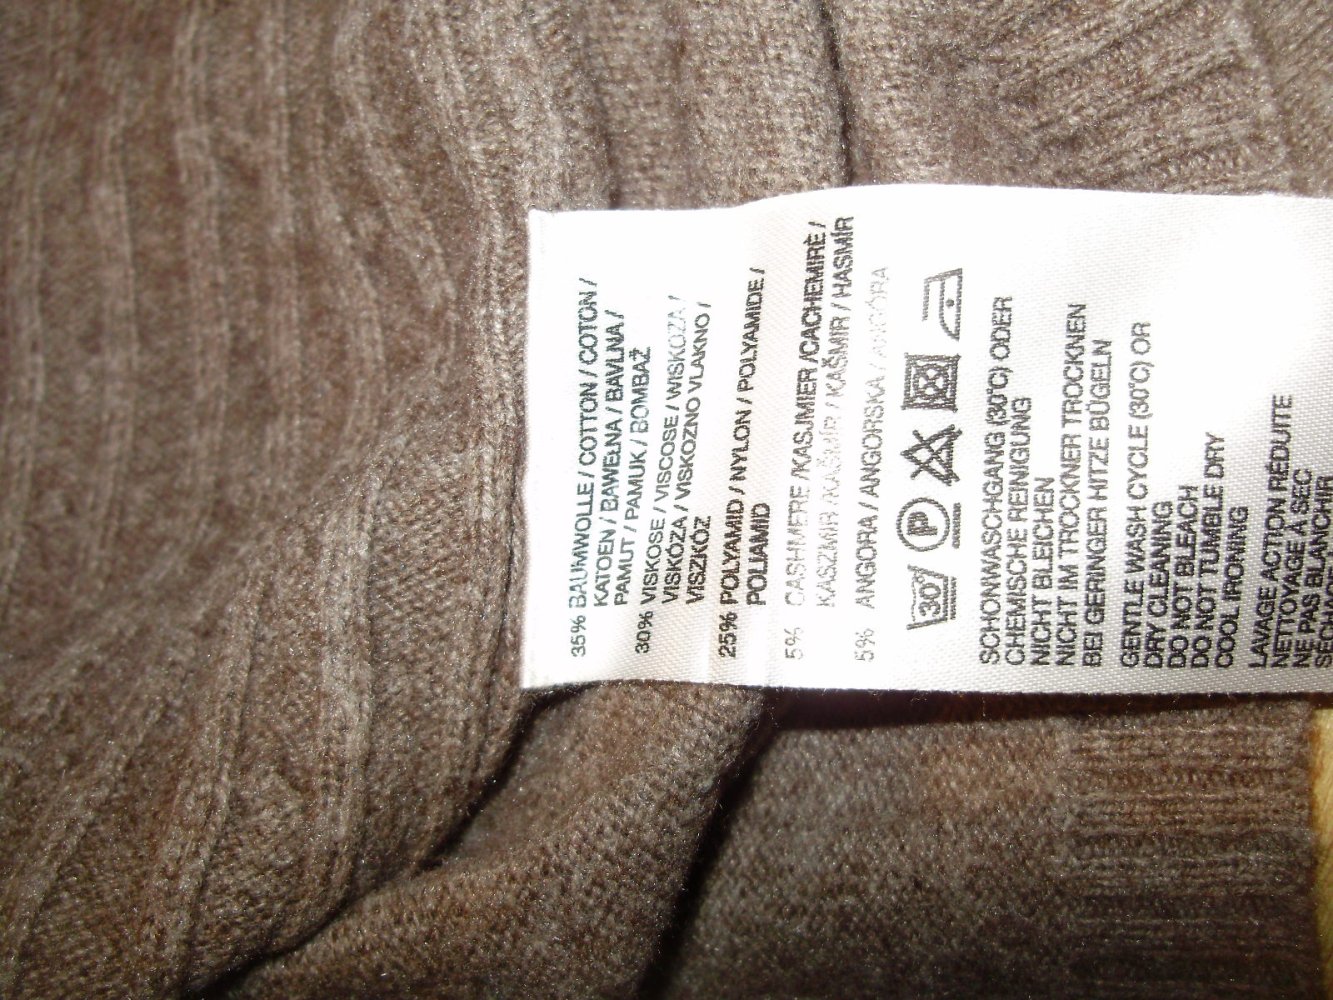 35% BAUMWOLLE / COTTON / COTON /
KATOEN / BAWEŁNA / BAVLNA /
PAMUT / PAMUK / BOMBAŽ
30% VISKOSE / VISCOSE / WISKOZA /
VISKÓZA / VISKOZNO VLAKNO /
VISZKÓZ
25% POLYAMID / NYLON / POLYAMIDE /
POLIAMID
5% CASHMERE /KASJMIER /CACHEMIRÈ /
KASZMIR /KAŠMÍR / KAŠMIR / HASMÍR
5% ANGORA / ANGORSKA / ANGÓRA
30° P
SCHONWASCHGANG (30°C) ODER
CHEMISCHE REINIGUNG
NICHT BLEICHEN
NICHT IM TROCKNER TROCKNEN
BEI GERINGER HITZE BÜGELN
GENTLE WASH CYCLE (30°C) OR
DRY CLEANING
DO NOT BLEACH
DO NOT TUMBLE DRY
COOL IRONING
LAVAGE ACTION RÉDUITE
NETTOYAGE À SEC
NE PAS BLANCHIR